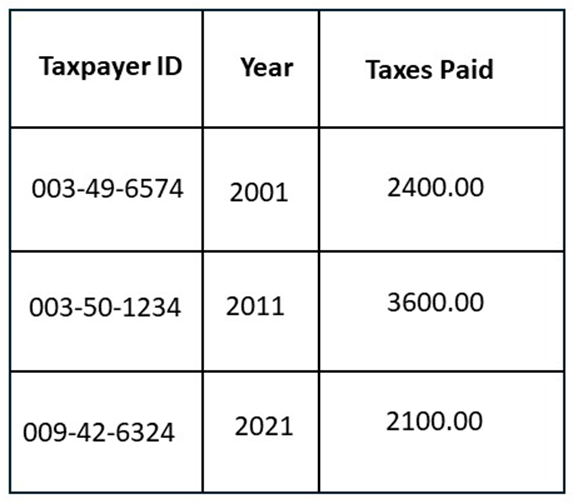 Taxpayer ID Year Taxes Paid
003-49-6574 2001 2400.00
003-50-1234 2011 3600.00
009-42-6324 2021 2100.00